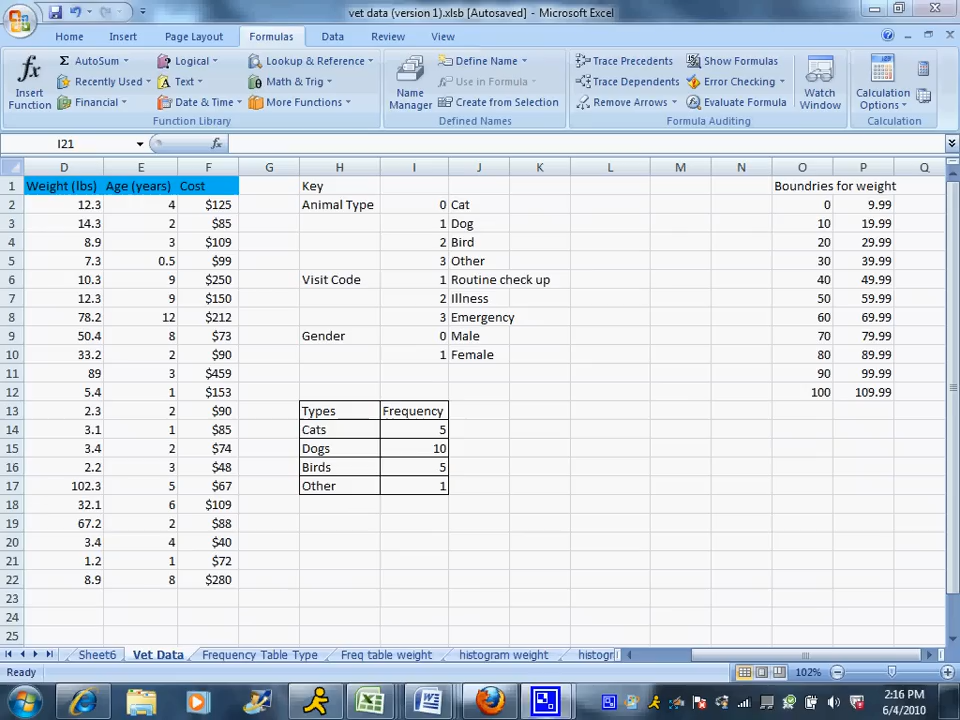 vet data (version 1).xlsb [Autosaved] - Microsoft Excel
Home Insert Page Layout Formulas Data Review View
fx Insert Function
Σ AutoSum Logical Lookup & Reference
Recently Used Text Math & Trig
Financial Date & Time More Functions
Function Library
Name Manager
Define Name
Use in Formula
Create from Selection
Defined Names
Trace Precedents Show Formulas
Trace Dependents Error Checking
Remove Arrows Evaluate Formula
Watch Window
Formula Auditing
Calculation Options
Calculation
I21 fx
D E F G H I J K L M N O P Q
1 Weight (lbs) Age (years) Cost Key Boundries for weight
2 12.3 4 $125 Animal Type 0 Cat 0 9.99
3 14.3 2 $85 1 Dog 10 19.99
4 8.9 3 $109 2 Bird 20 29.99
5 7.3 0.5 $99 3 Other 30 39.99
6 10.3 9 $250 Visit Code 1 Routine check up 40 49.99
7 12.3 9 $150 2 Illness 50 59.99
8 78.2 12 $212 3 Emergency 60 69.99
9 50.4 8 $73 Gender 0 Male 70 79.99
10 33.2 2 $90 1 Female 80 89.99
11 89 3 $459 90 99.99
12 5.4 1 $153 100 109.99
13 2.3 2 $90 Types Frequency
14 3.1 1 $85 Cats 5
15 3.4 2 $74 Dogs 10
16 2.2 3 $48 Birds 5
17 102.3 5 $67 Other 1
18 32.1 6 $109
19 67.2 2 $88
20 3.4 4 $40
21 1.2 1 $72
22 8.9 8 $280
23
24
25
Sheet6 Vet Data Frequency Table Type Freq table weight histogram weight histogr
Ready 102%
W
2:16 PM
6/4/2010